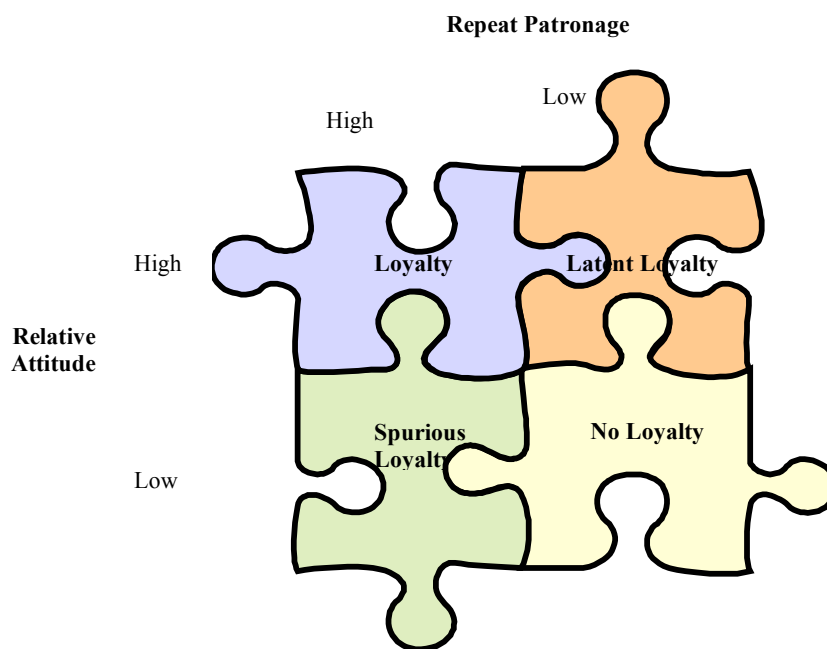 Repeat Patronage
Low
High
High
Loyalty
Latent Loyalty
Relative
Attitude
Spurious
Loyalty
No Loyalty
Low